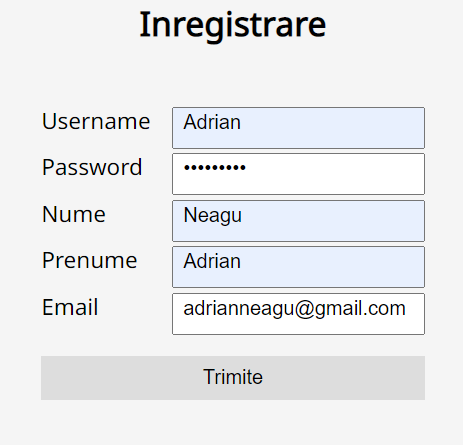 Inregistrare
Username Adrian
Password •••••••••
Nume Neagu
Prenume Adrian
Email adrianneagu@gmail.com
Trimite